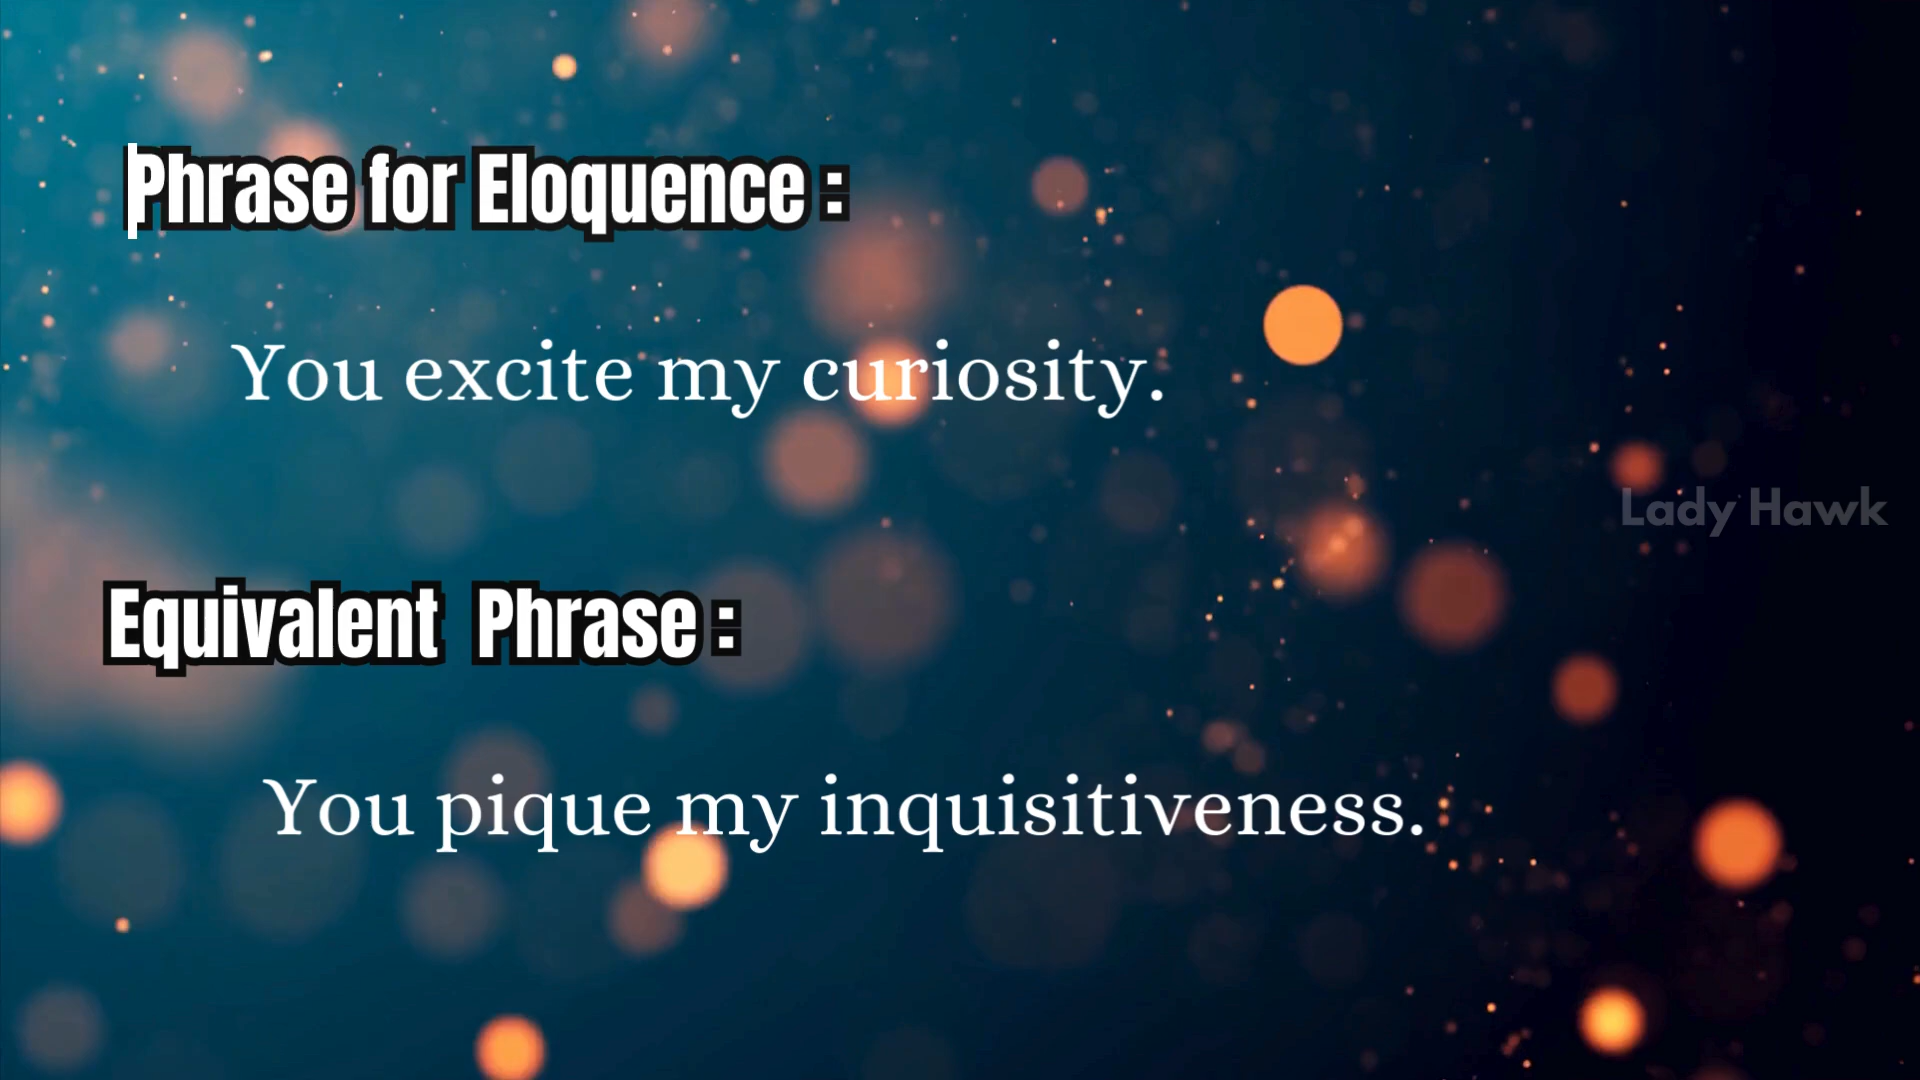 Phrase for Eloquence :
You excite my curiosity.
Lady Hawk
Equivalent Phrase :
You pique my inquisitiveness.